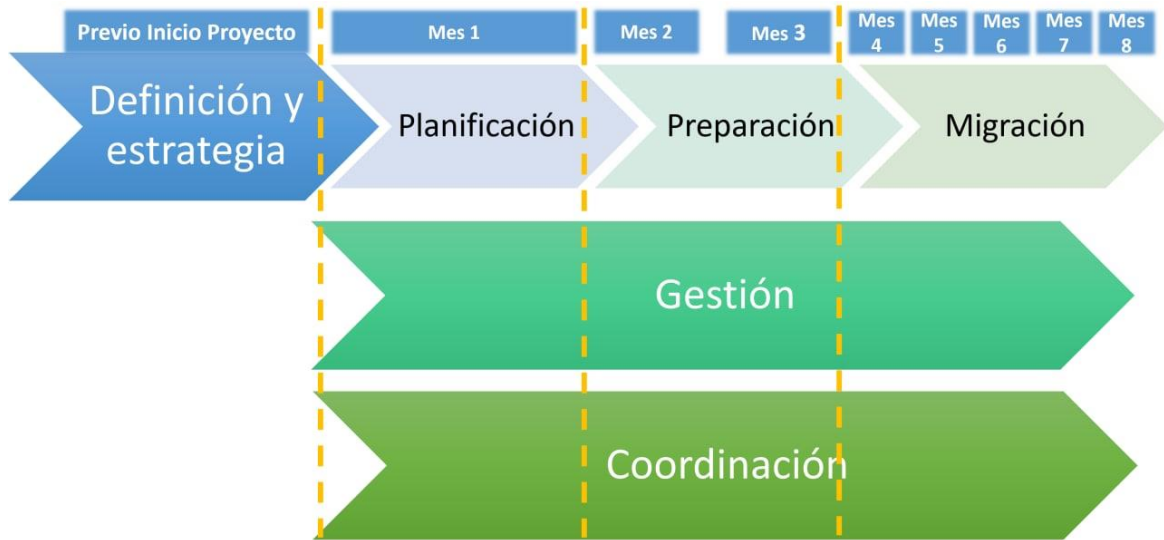 Previo Inicio Proyecto
Mes 1
Mes 2
Mes 3
Mes
4
Mes
5
Mes
6
Mes
7
Mes
8
Definición y
estrategia
Planificación
Preparación
Migración
Gestión
Coordinación